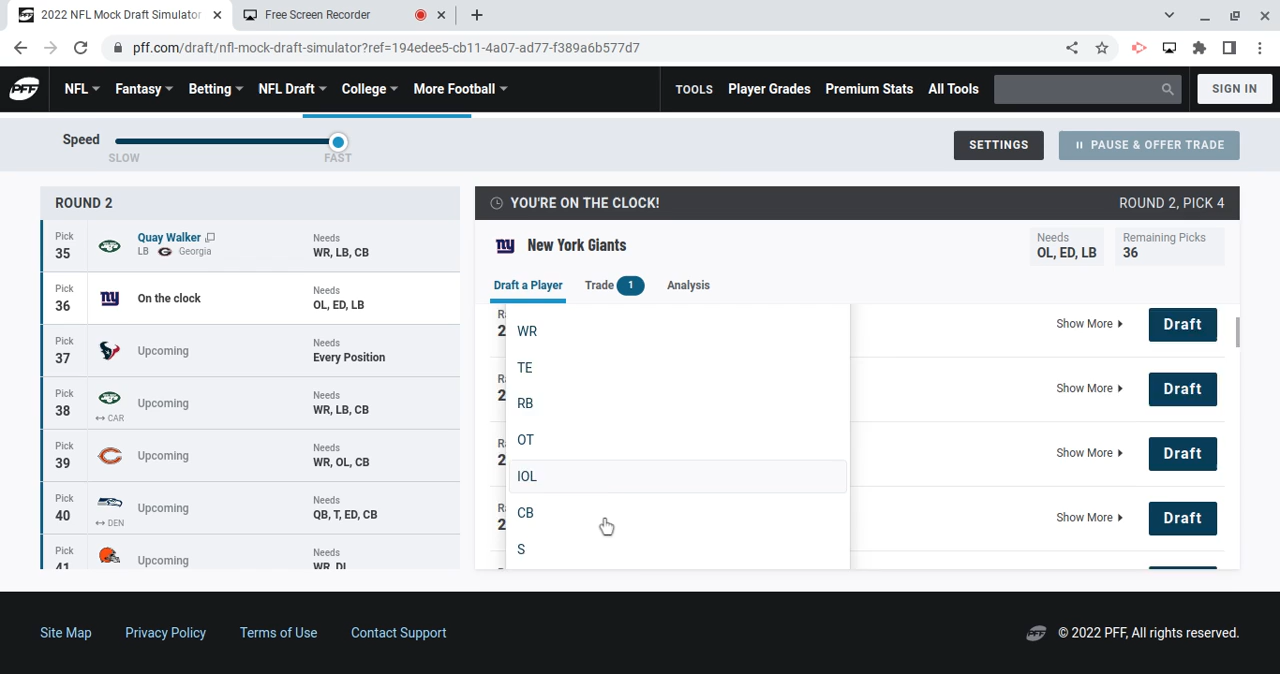 2022 NFL Mock Draft Simulator
Free Screen Recorder
pff.com/draft/nfl-mock-draft-simulator?ref=194edee5-cb11-4a07-ad77-f389a6b577d7
PFF
NFL
Fantasy
Betting
NFL Draft
College
More Football
TOOLS
Player Grades
Premium Stats
All Tools
SIGN IN
Speed
SLOW
FAST
SETTINGS
PAUSE & OFFER TRADE
ROUND 2
Pick
35
Quay Walker
LB
Georgia
Needs
WR, LB, CB
Pick
36
On the clock
Needs
OL, ED, LB
Pick
37
Upcoming
Needs
Every Position
Pick
38
CAR
Upcoming
Needs
WR, LB, CB
Pick
39
Upcoming
Needs
WR, OL, CB
Pick
40
DEN
Upcoming
Needs
QB, T, ED, CB
Pick
41
Upcoming
Needs
WR, DI
YOU'RE ON THE CLOCK!
ROUND 2, PICK 4
ny
New York Giants
Needs
OL, ED, LB
Remaining Picks
36
Draft a Player
Trade
1
Analysis
WR
TE
RB
OT
IOL
CB
S
Show More
Draft
Show More
Draft
Show More
Draft
Show More
Draft
Site Map
Privacy Policy
Terms of Use
Contact Support
PFF
© 2022 PFF, All rights reserved.